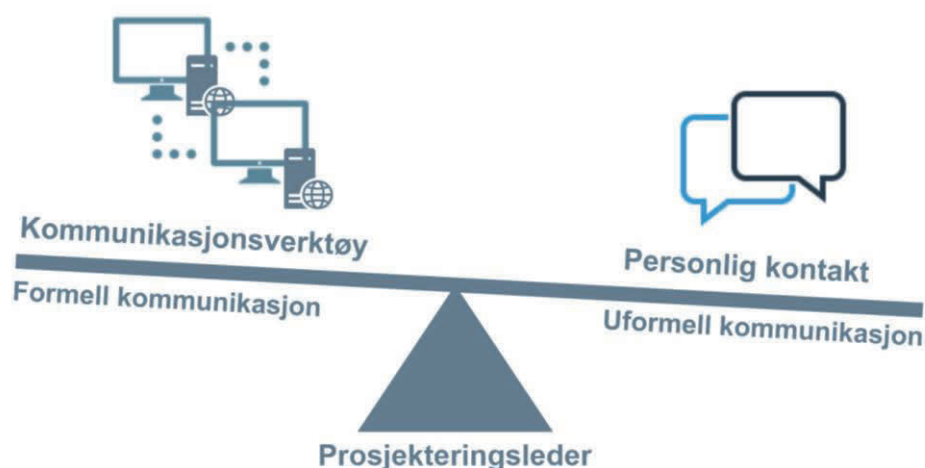 Kommunikasjonsverktøy
Personlig kontakt
Formell kommunikasjon
Uformell kommunikasjon
Prosjekteringsleder